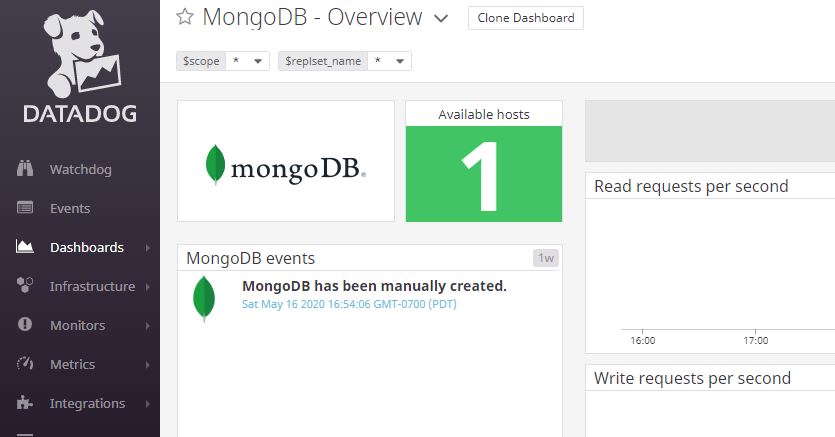 MongoDB - Overview
Clone Dashboard
$scope * $replset_name *
DATADOG
Watchdog
Events
Dashboards
Infrastructure
Monitors
Metrics
Integrations
mongoDB®
Available hosts
1
MongoDB events 1w
MongoDB has been manually created.
Sat May 16 2020 16:54:06 GMT-0700 (PDT)
Read requests per second
16:00 17:00
Write requests per second